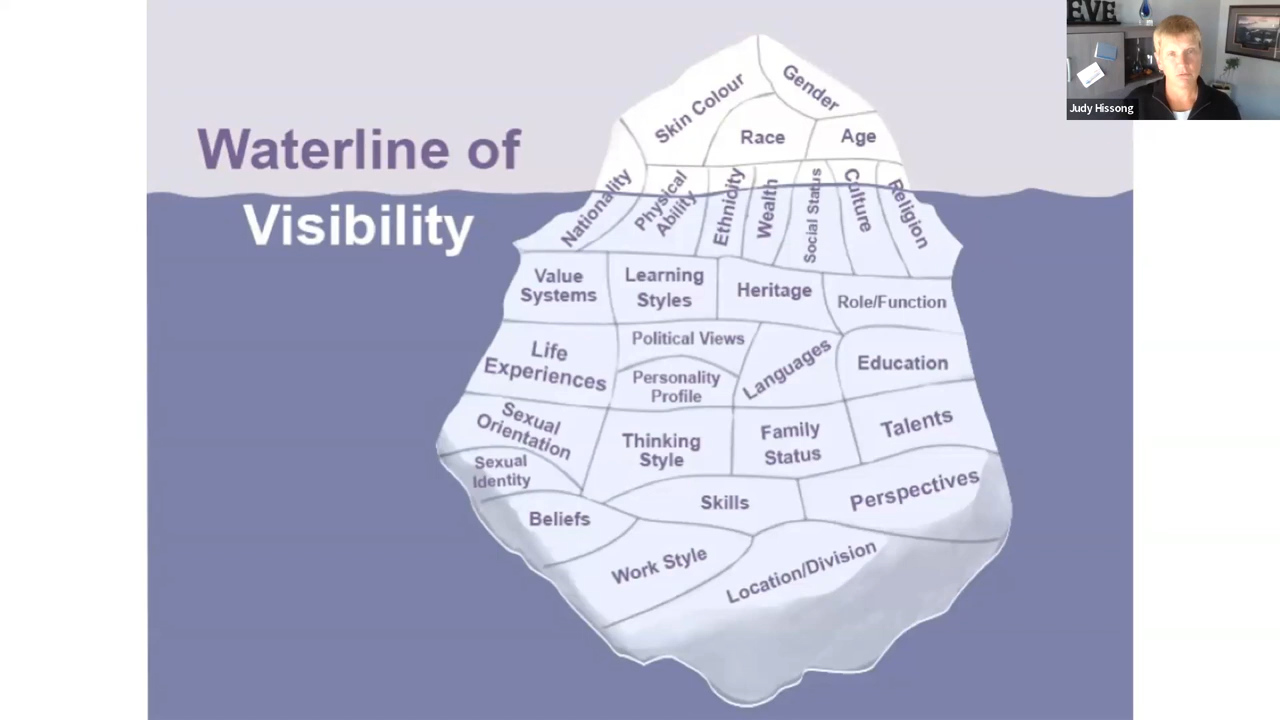 EVE
Judy Hissong
Waterline of
Visibility
Skin Colour
Gender
Race
Age
Nationality
Physical
Ability
Ethnicity
Wealth
Social Status
Culture
Religion
Value
Systems
Learning
Styles
Heritage
Role/Function
Life
Experiences
Political Views
Personality
Profile
Languages
Education
Sexual
Orientation
Thinking
Style
Family
Status
Talents
Sexual
Identity
Skills
Perspectives
Beliefs
Work Style
Location/Division